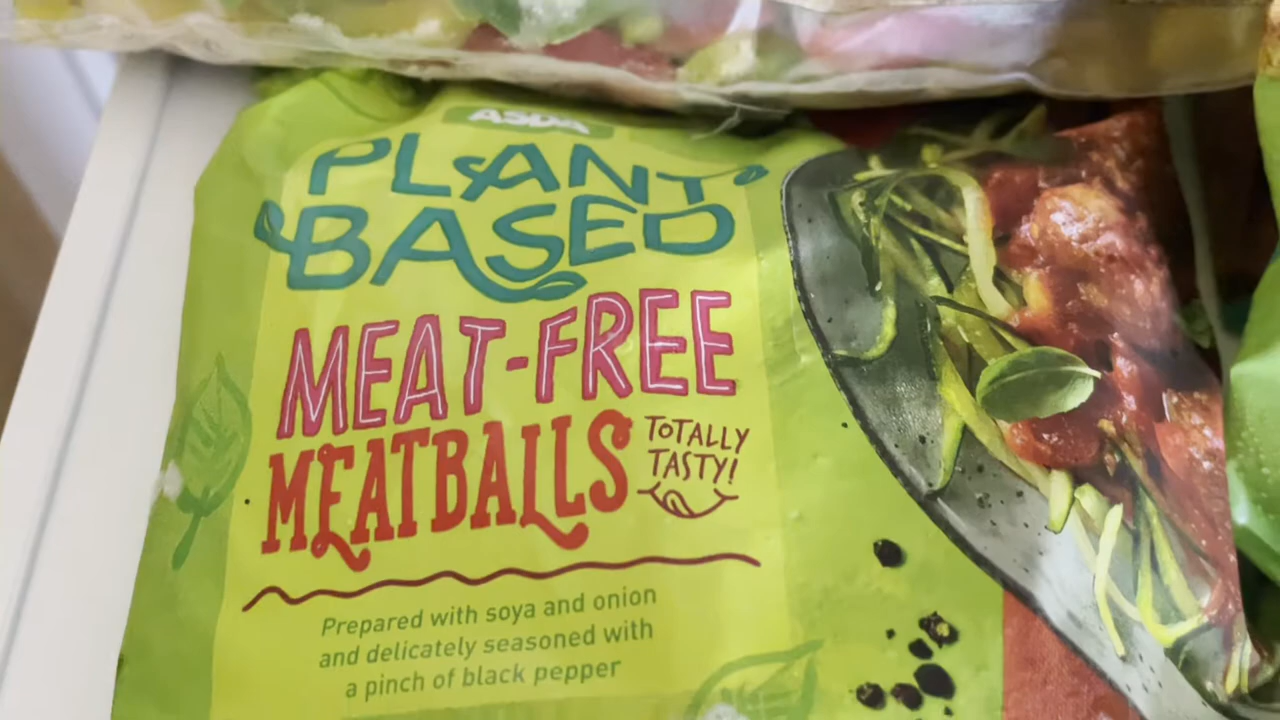 ASDA
PLANT
BASED
MEAT-FREE
MEATBALLS
TOTALLY
TASTY!
Prepared with soya and onion
and delicately seasoned with
a pinch of black pepper